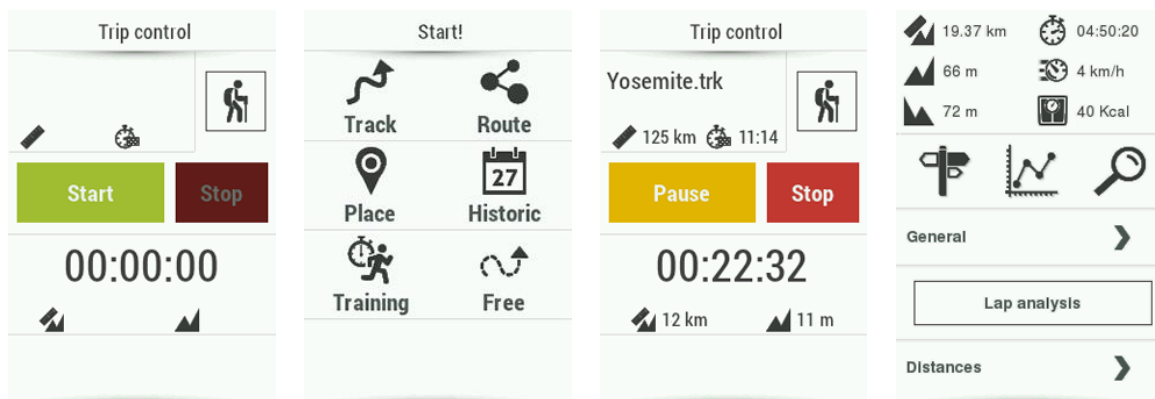 Trip control
Start
Stop
00:00:00
Start!
Track
Route
Place
27
Historic
Training
Free
Trip control
Yosemite.trk
125 km 11:14
Pause
Stop
00:22:32
12 km 11 m
19.37 km 04:50:20
66 m 4 km/h
72 m 40 Kcal
General
Lap analysis
Distances